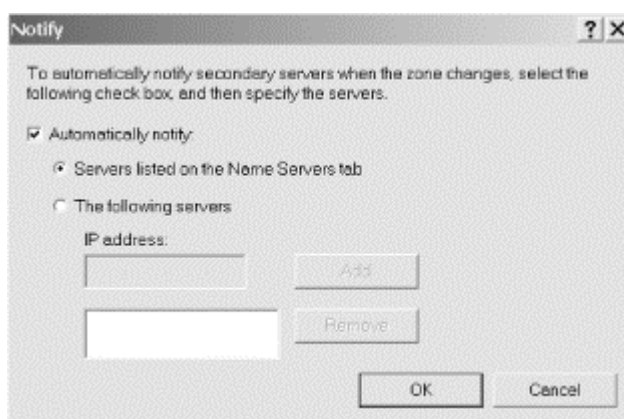 Notify
To automatically notify secondary servers when the zone changes, select the
following check box, and then specify the servers.
Automatically notify:
Servers listed on the Name Servers tab
The following servers
IP address:
Add
Remove
OK
Cancel